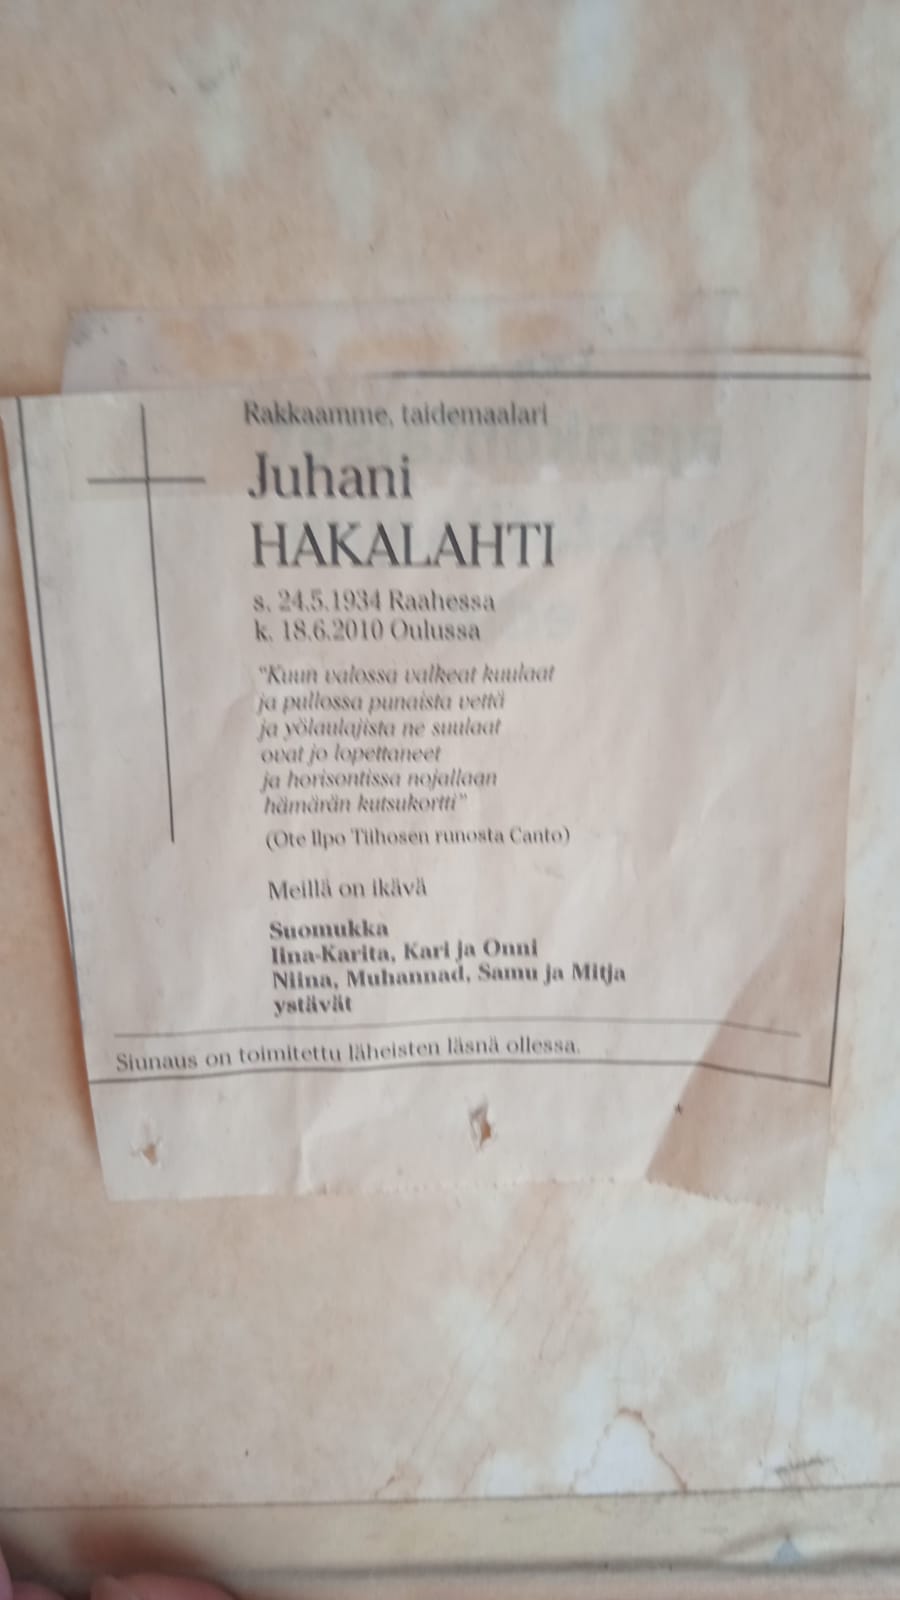 Rakkaamme, taidemaalari
Juhani
HAKALAHTI
s. 24.5.1934 Raahessa
k. 18.6.2010 Oulussa
"Kuun valossa valkeat kuulaat
ja pullossa punaista vettä
ja yölaulajista ne suulaat
ovat jo lopettaneet
ja horisontissa nojallaan
hämärän kutsukortti"
(Ote Ilpo Tiihosen runosta Canto)
Meillä on ikävä
Suomukka
Iina-Karita, Kari ja Onni
Niina, Muhannad, Samu ja Mitja
ystävät
Siunaus on toimitettu läheisten läsnä ollessa.